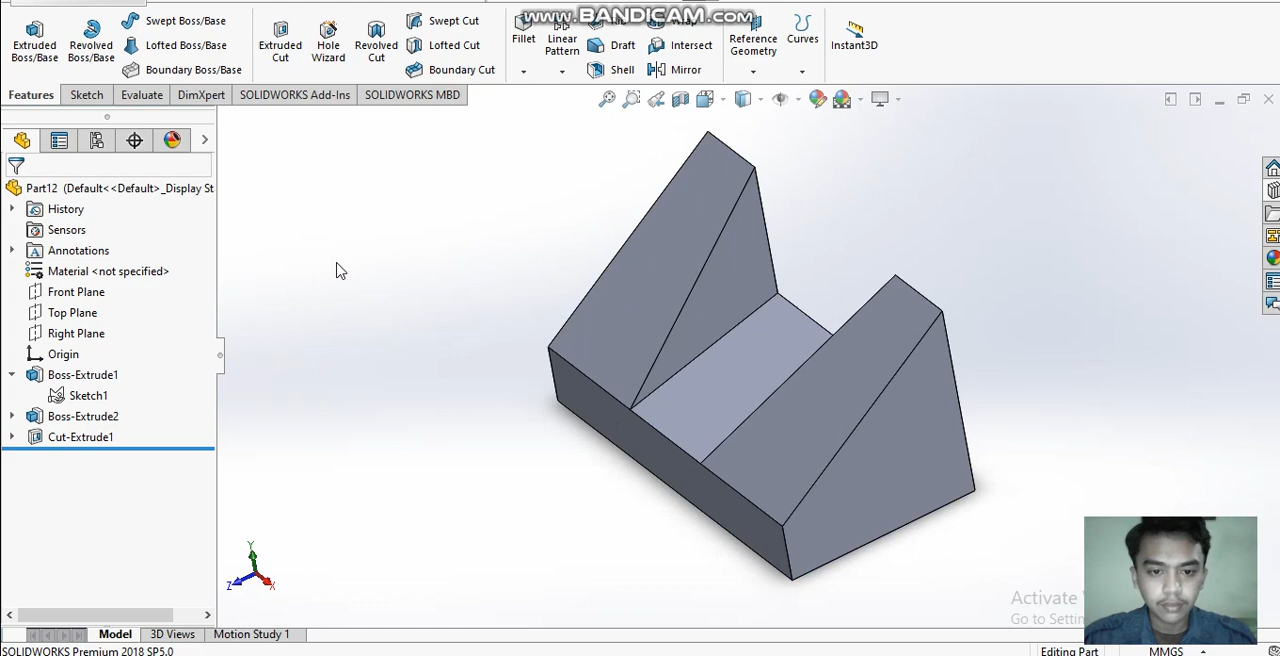 www.BANDICAM.com
Extruded Boss/Base
Revolved Boss/Base
Swept Boss/Base
Lofted Boss/Base
Boundary Boss/Base
Extruded Cut
Hole Wizard
Revolved Cut
Swept Cut
Lofted Cut
Boundary Cut
Fillet
Linear Pattern
Draft
Shell
Intersect
Mirror
Reference Geometry
Curves
Instant3D
Features
Sketch
Evaluate
DimXpert
SOLIDWORKS Add-Ins
SOLIDWORKS MBD
Part12 (Default<<Default>_Display St
History
Sensors
Annotations
Material <not specified>
Front Plane
Top Plane
Right Plane
Origin
Boss-Extrude1
Sketch1
Boss-Extrude2
Cut-Extrude1
Y
Z
X
Activate
Go to Settin
Model
3D Views
Motion Study 1
SOLIDWORKS Premium 2018 SP5.0
Editing Part
MMGS